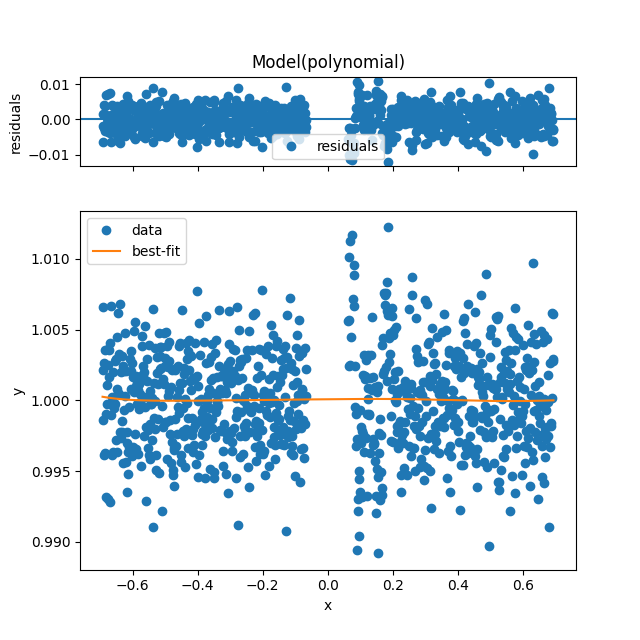 Model(polynomial)
0.01
0.00
−0.01
residuals
residuals
data
best-fit
1.010
1.005
1.000
0.995
0.990
y
−0.6 −0.4 −0.2 0.0 0.2 0.4 0.6
x